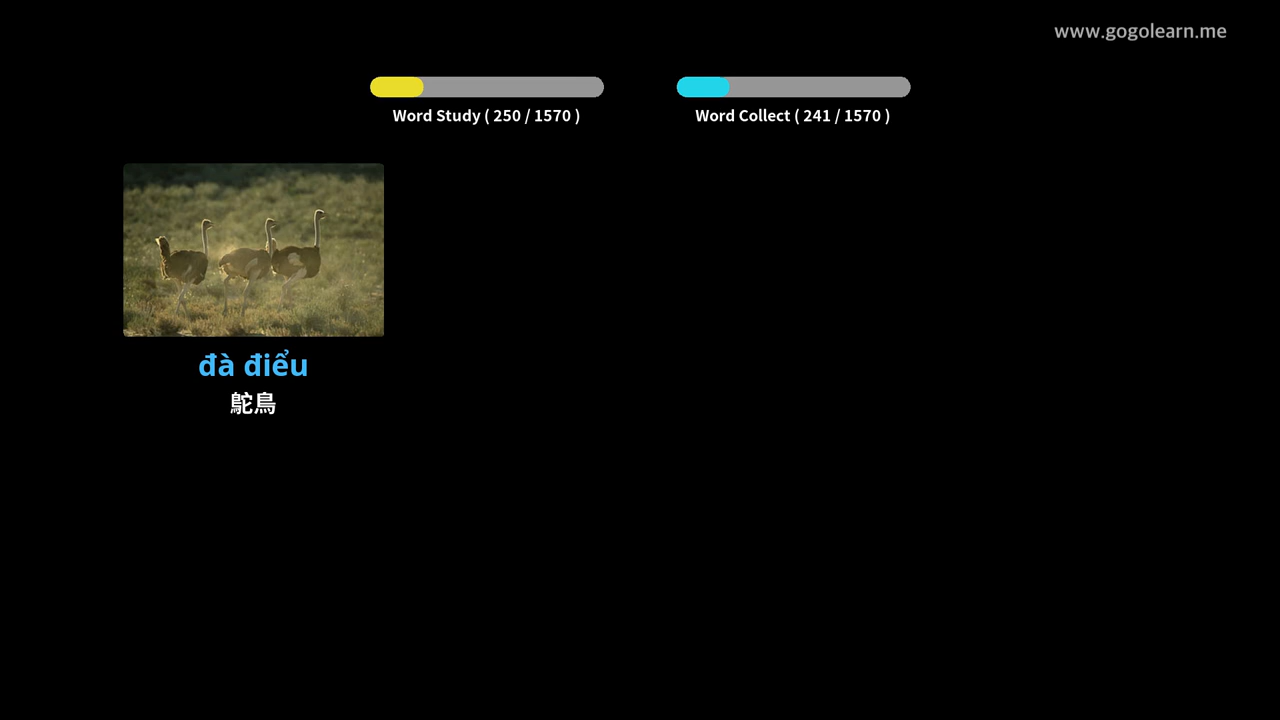 www.gogolearn.me
Word Study ( 250 / 1570 )
Word Collect ( 241 / 1570 )
đà điểu
鴕鳥